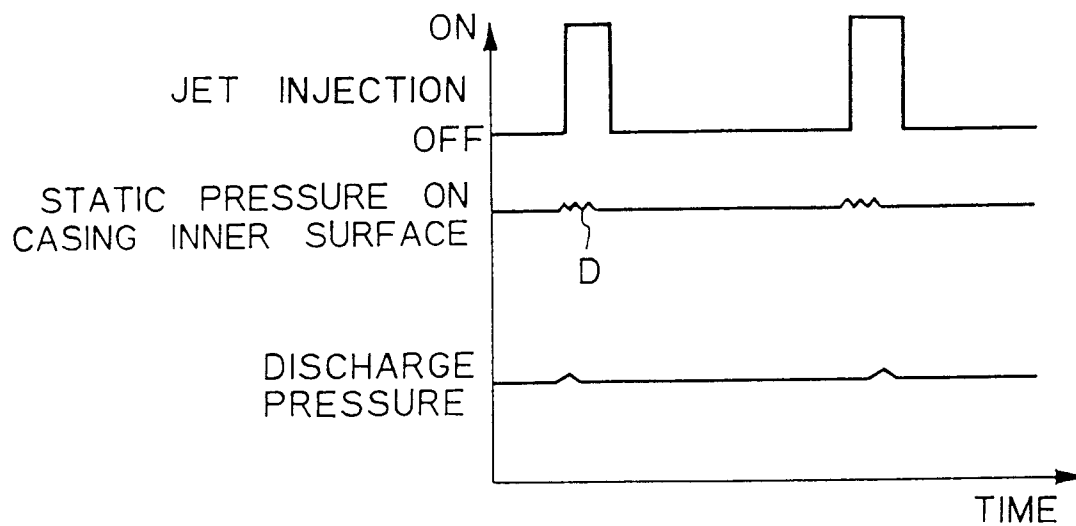 ON
JET INJECTION
OFF
STATIC PRESSURE ON
CASING INNER SURFACE
D
DISCHARGE
PRESSURE
TIME